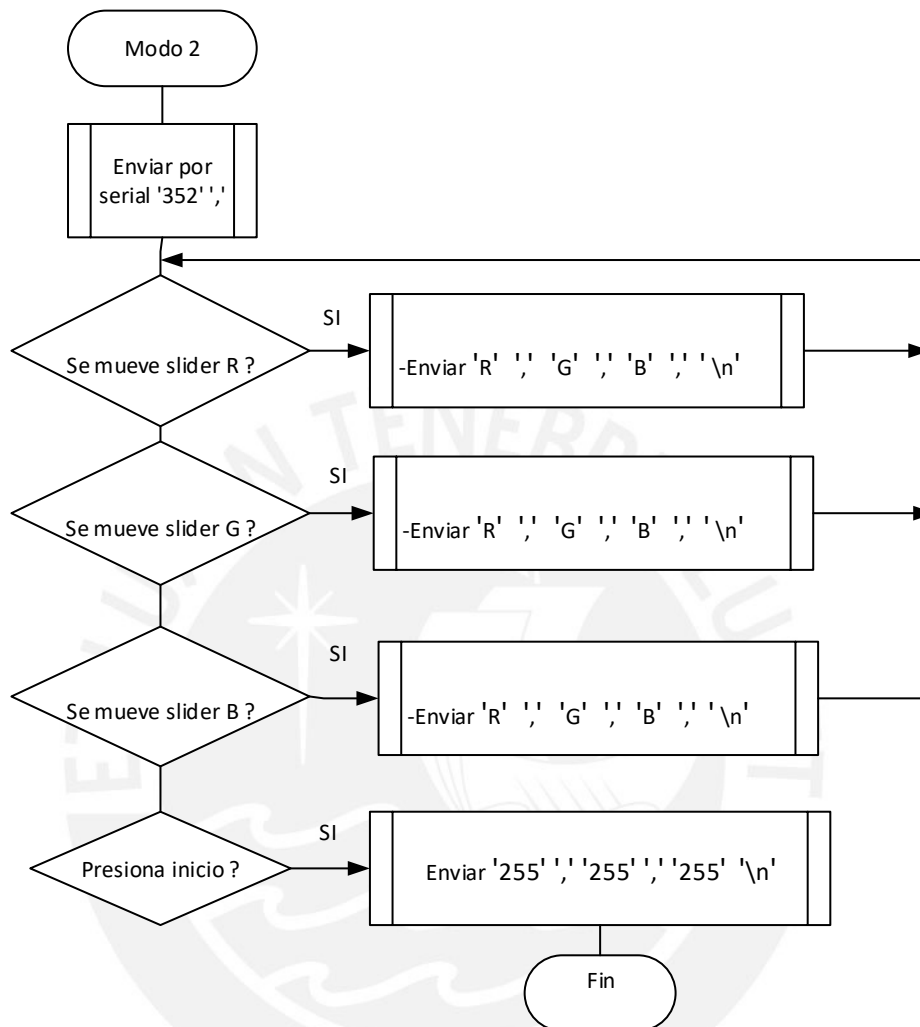 Modo 2
Enviar por
serial '352' ','
SI
Se mueve slider R ?
-Enviar 'R' ',' 'G' ',' 'B' ',' ' \n'
SI
Se mueve slider G ?
-Enviar 'R' ',' 'G' ',' 'B' ',' ' \n'
SI
Se mueve slider B ?
-Enviar 'R' ',' 'G' ',' 'B' ',' ' \n'
SI
Presiona inicio ?
Enviar '255' ',' '255' ',' '255' '\n'
Fin